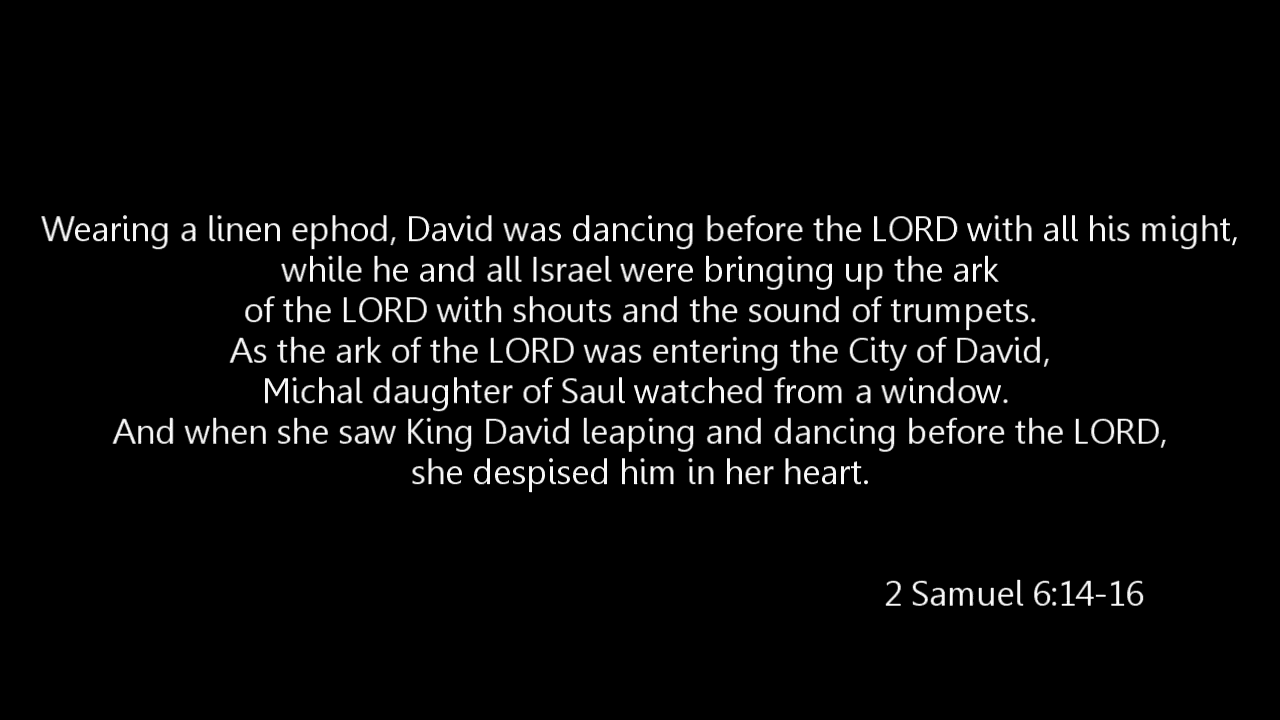 Wearing a linen ephod, David was dancing before the LORD with all his might,
while he and all Israel were bringing up the ark
of the LORD with shouts and the sound of trumpets.
As the ark of the LORD was entering the City of David,
Michal daughter of Saul watched from a window.
And when she saw King David leaping and dancing before the LORD,
she despised him in her heart.
2 Samuel 6:14-16